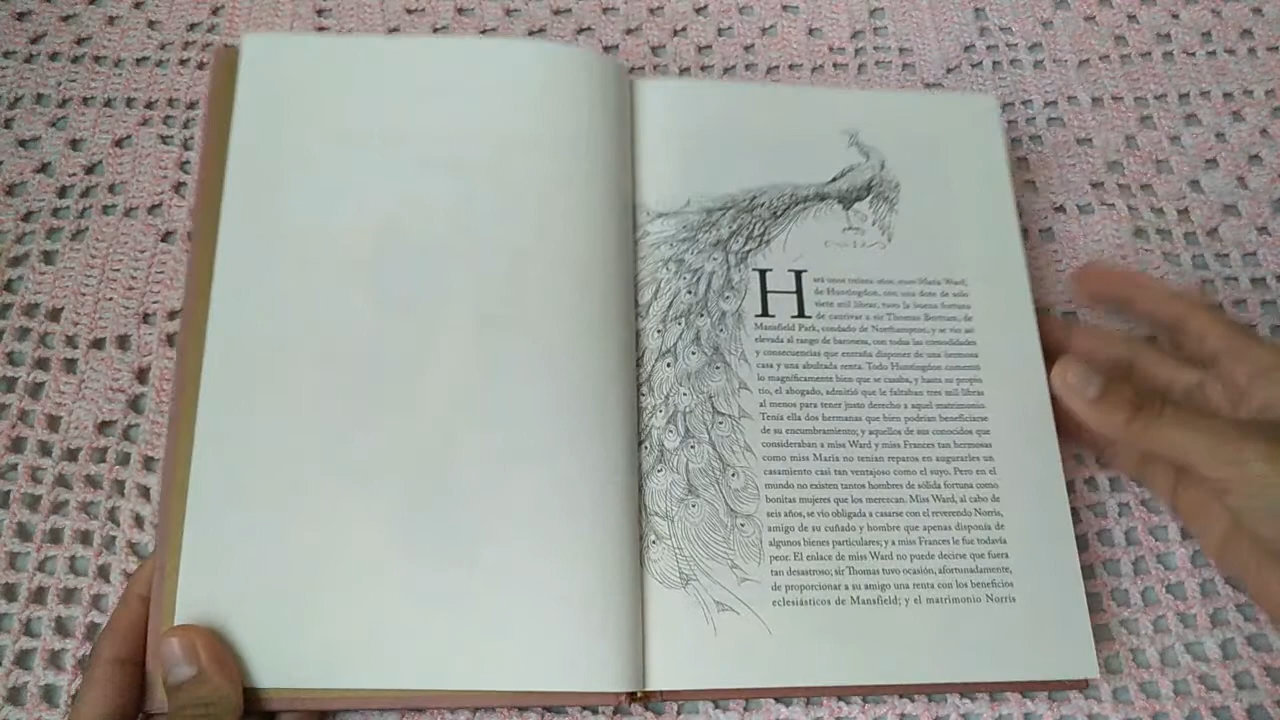 Hará unos treinta años, miss Maria Ward,
de Huntingdon, con una dote de sólo
siete mil libras, tuvo la buena fortuna
de cautivar a sir Thomas Bertram, de
Mansfield Park, condado de Northampton, y se vio así
elevada al rango de baronesa, con todas las comodidades
y consecuencias que entraña disponer de una hermosa
casa y una abultada renta. Todo Huntingdon comentó
lo magníficamente bien que se casaba, y hasta su propio
tío, el abogado, admitió que le faltaban tres mil libras
al menos para tener justo derecho a aquel matrimonio.
Tenía ella dos hermanas que bien podrían beneficiarse
de su encumbramiento; y aquellos de sus conocidos que
consideraban a miss Ward y miss Frances tan hermosas
como miss Maria no tenían reparos en augurarles un
casamiento casi tan ventajoso como el suyo. Pero en el
mundo no existen tantos hombres de sólida fortuna como
bonitas mujeres que los merezcan. Miss Ward, al cabo de
seis años, se vio obligada a casarse con el reverendo Norris,
amigo de su cuñado y hombre que apenas disponía de
algunos bienes particulares; y a miss Frances le fue todavía
peor. El enlace de miss Ward no puede decirse que fuera
tan desastroso; sir Thomas tuvo ocasión, afortunadamente,
de proporcionar a su amigo una renta con los beneficios
eclesiásticos de Mansfield; y el matrimonio Norris